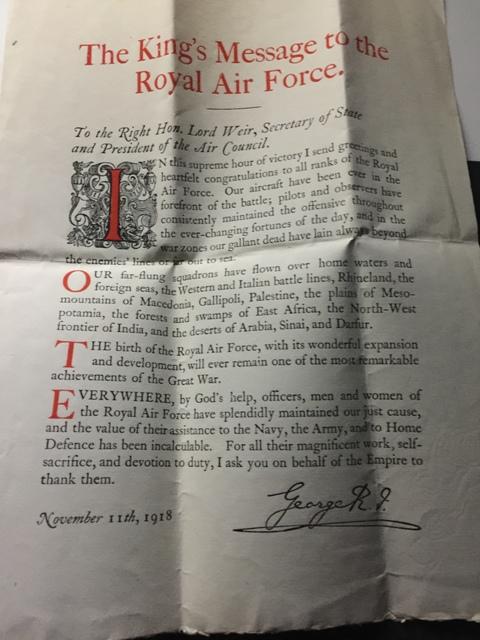 The King's Message to the
Royal Air Force.
To the Right Hon. Lord Weir, Secretary of State
and President of the Air Council.
IN this supreme hour of victory I send greetings and
heartfelt congratulations to all ranks of the Royal
Air Force. Our aircraft have been ever in the
forefront of the battle; pilots and observers have
consistently maintained the offensive throughout
the ever-changing fortunes of the day, and in the
war zones our gallant dead have lain always beyond
the enemies' lines or far out to sea.
OUR far-flung squadrons have flown over home waters and
foreign seas, the Western and Italian battle lines, Rhineland, the
mountains of Macedonia, Gallipoli, Palestine, the plains of Meso-
potamia, the forests and swamps of East Africa, the North-West
frontier of India, and the deserts of Arabia, Sinai, and Darfur.
THE birth of the Royal Air Force, with its wonderful expansion
and development, will ever remain one of the most remarkable
achievements of the Great War.
EVERYWHERE, by God's help, officers, men and women of
the Royal Air Force have splendidly maintained our just cause,
and the value of their assistance to the Navy, the Army, and to Home
Defence has been incalculable. For all their magnificent work, self-
sacrifice, and devotion to duty, I ask you on behalf of the Empire to
thank them.
George R.I.
November 11th, 1918